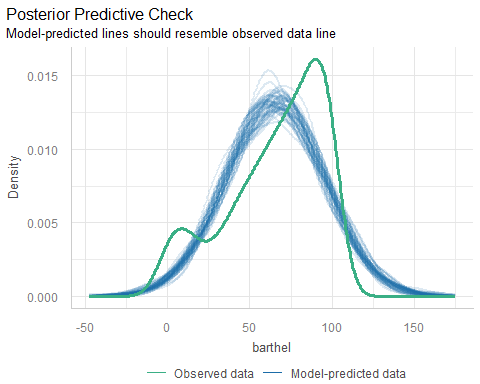 Posterior Predictive Check
Model-predicted lines should resemble observed data line
0.015
0.010
0.005
0.000
Density
-50 0 50 100 150
barthel
Observed data Model-predicted data